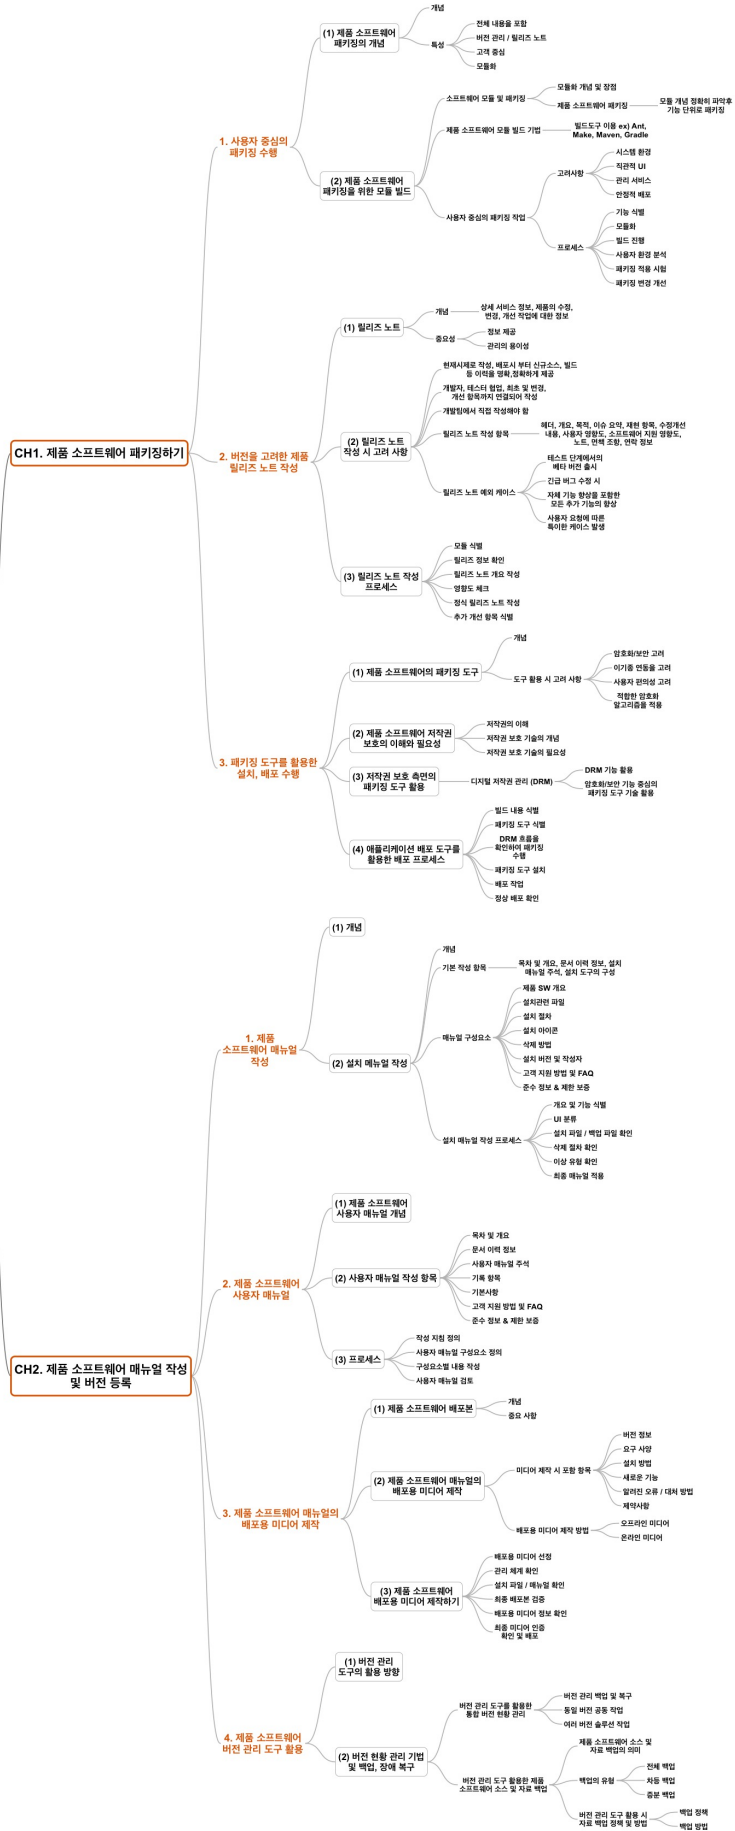 CH1. 제품 소프트웨어 패키징하기
1. 사용자 중심의
패키징 수행
(1) 제품 소프트웨어
패키징의 개념
개념
특성
전체 내용을 포함
버전 관리 / 릴리즈 노트
고객 중심
모듈화
(2) 제품 소프트웨어
패키징을 위한 모듈 빌드
소프트웨어 모듈 및 패키징
모듈화 개념 및 장점
제품 소프트웨어 패키징
모듈 개념 정확히 파악후
기능 단위로 패키징
제품 소프트웨어 모듈 빌드 기법
빌드도구 이용 ex) Ant,
Make, Maven, Gradle
사용자 중심의 패키징 작업
고려사항
시스템 환경
직관적 UI
관리 서비스
안정적 배포
프로세스
기능 식별
모듈화
빌드 진행
사용자 환경 분석
패키징 적용 시험
패키징 변경 개선
2. 버전을 고려한 제품
릴리즈 노트 작성
(1) 릴리즈 노트
개념
상세 서비스 정보, 제품의 수정,
변경, 개선 작업에 대한 정보
중요성
정보 제공
관리의 용이성
(2) 릴리즈 노트
작성 시 고려 사항
현재시제로 작성, 배포시 부터 신규소스, 빌드
등 이력을 명확,정확하게 제공
개발자, 테스터 협업, 최초 및 변경,
개선 항목까지 연결되어 작성
개발팀에서 직접 작성해야 함
릴리즈 노트 작성 항목
헤더, 개요, 목적, 이슈 요약, 재현 항목, 수정개선
내용, 사용자 영향도, 소프트웨어 지원 영향도,
노트, 면책 조항, 연락 정보
릴리즈 노트 예외 케이스
테스트 단계에서의
베타 버전 출시
긴급 버그 수정 시
자체 기능 향상을 포함한
모든 추가 기능의 향상
사용자 요청에 따른
특이한 케이스 발생
(3) 릴리즈 노트 작성
프로세스
모듈 식별
릴리즈 정보 확인
릴리즈 노트 개요 작성
영향도 체크
정식 릴리즈 노트 작성
추가 개선 항목 식별
3. 패키징 도구를 활용한
설치, 배포 수행
(1) 제품 소프트웨어의 패키징 도구
개념
도구 활용 시 고려 사항
암호화/보안 고려
이기종 연동을 고려
사용자 편의성 고려
적합한 암호화
알고리즘을 적용
(2) 제품 소프트웨어 저작권
보호의 이해와 필요성
저작권의 이해
저작권 보호 기술의 개념
저작권 보호 기술의 필요성
(3) 저작권 보호 측면의
패키징 도구 활용
디지털 저작권 관리 (DRM)
DRM 기능 활용
암호화/보안 기능 중심의
패키징 도구 기술 활용
(4) 애플리케이션 배포 도구를
활용한 배포 프로세스
빌드 내용 식별
패키징 도구 식별
DRM 흐름을
확인하여 패키징
수행
패키징 도구 설치
배포 작업
정상 배포 확인
CH2. 제품 소프트웨어 매뉴얼 작성
및 버전 등록
1. 제품
소프트웨어 매뉴얼
작성
(1) 개념
(2) 설치 메뉴얼 작성
개념
기본 작성 항목
목차 및 개요, 문서 이력 정보, 설치
매뉴얼 주석, 설치 도구의 구성
매뉴얼 구성요소
제품 SW 개요
설치관련 파일
설치 절차
설치 아이콘
삭제 방법
설치 버전 및 작성자
고객 지원 방법 및 FAQ
준수 정보 & 제한 보증
설치 매뉴얼 작성 프로세스
개요 및 기능 식별
UI 분류
설치 파일 / 백업 파일 확인
삭제 절차 확인
이상 유형 확인
최종 매뉴얼 적용
2. 제품 소프트웨어
사용자 매뉴얼
(1) 제품 소프트웨어
사용자 매뉴얼 개념
(2) 사용자 매뉴얼 작성 항목
목차 및 개요
문서 이력 정보
사용자 매뉴얼 주석
기록 항목
기본사항
고객 지원 방법 및 FAQ
준수 정보 & 제한 보증
(3) 프로세스
작성 지침 정의
사용자 매뉴얼 구성요소 정의
구성요소별 내용 작성
사용자 매뉴얼 검토
3. 제품 소프트웨어 매뉴얼의
배포용 미디어 제작
(1) 제품 소프트웨어 배포본
개념
중요 사항
(2) 제품 소프트웨어 매뉴얼의
배포용 미디어 제작
미디어 제작 시 포함 항목
버전 정보
요구 사양
설치 방법
새로운 기능
알려진 오류 / 대처 방법
제약사항
배포용 미디어 제작 방법
오프라인 미디어
온라인 미디어
(3) 제품 소프트웨어
배포용 미디어 제작하기
배포용 미디어 선정
관리 체계 확인
설치 파일 / 매뉴얼 확인
최종 배포본 검증
배포용 미디어 정보 확인
최종 미디어 인증
확인 및 배포
4. 제품 소프트웨어
버전 관리 도구 활용
(1) 버전 관리
도구의 활용 방향
(2) 버전 현황 관리 기법
및 백업, 장애 복구
버전 관리 도구를 활용한
통합 버전 현황 관리
버전 관리 백업 및 복구
동일 버전 공동 작업
여러 버전 솔루션 작업
버전 관리 도구 활용한 제품
소프트웨어 소스 및 자료 백업
제품 소프트웨어 소스 및
자료 백업의 의미
백업의 유형
전체 백업
차등 백업
증분 백업
버전 관리 도구 활용 시
자료 백업 정책 및 방법
백업 정책
백업 방법